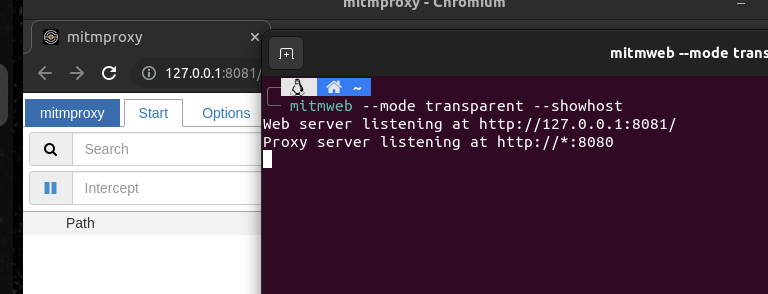 mitmproxy - Chromium
mitmproxy
127.0.0.1:8081/
mitmproxy Start Options
Search
Intercept
Path
mitmweb --mode trans
~
mitmweb --mode transparent --showhost
Web server listening at http://127.0.0.1:8081/
Proxy server listening at http://*:8080